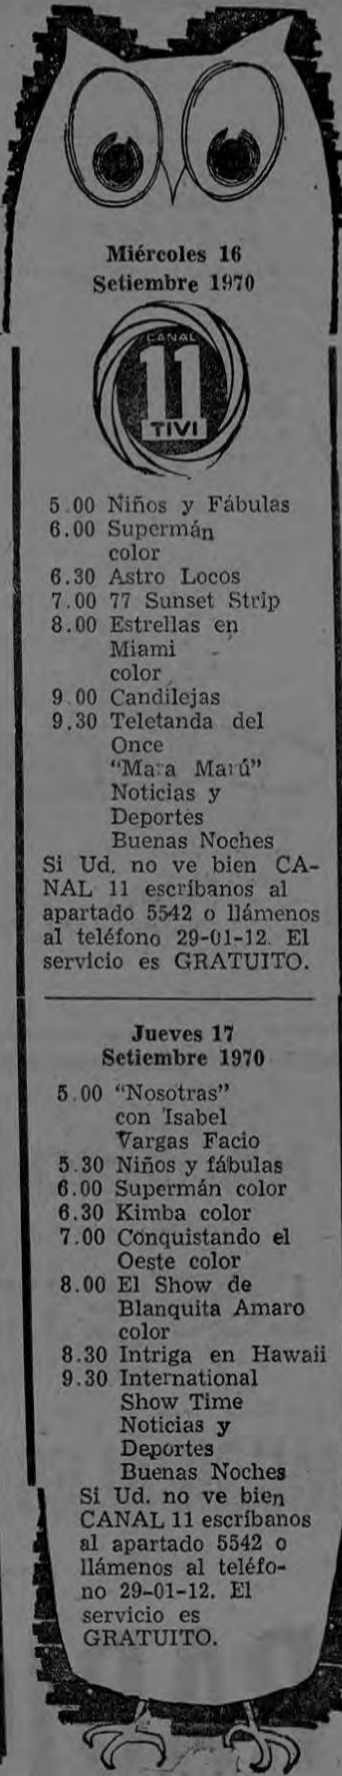 Miércoles 16
Setiembre 1970
CANAL
11
TIVI
5.00 Niños y Fábulas
6.00 Supermán
color
6.30 Astro Locos
7.00 77 Sunset Strip
8.00 Estrellas en
Miami
color
9.00 Candilejas
9.30 Teletanda del
Once
"Mara Marú"
Noticias y
Deportes
Buenas Noches
Si Ud. no ve bien CA-
NAL 11 escríbanos al
apartado 5542 o llámenos
al teléfono 29-01-12. El
servicio es GRATUITO.
Jueves 17
Setiembre 1970
5.00 "Nosotras"
con Isabel
Vargas Facio
5.30 Niños y fábulas
6.00 Supermán color
6.30 Kimba color
7.00 Conquistando el
Oeste color
8.00 El Show de
Blanquita Amaro
color
8.30 Intriga en Hawaii
9.30 International
Show Time
Noticias y
Deportes
Buenas Noches
Si Ud. no ve bien
CANAL 11 escríbanos
al apartado 5542 o
llámenos al teléfo-
no 29-01-12. El
servicio es
GRATUITO.